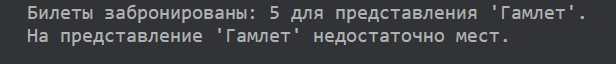 Билеты забронированы: 5 для представления 'Гамлет'.
На представление 'Гамлет' недостаточно мест.